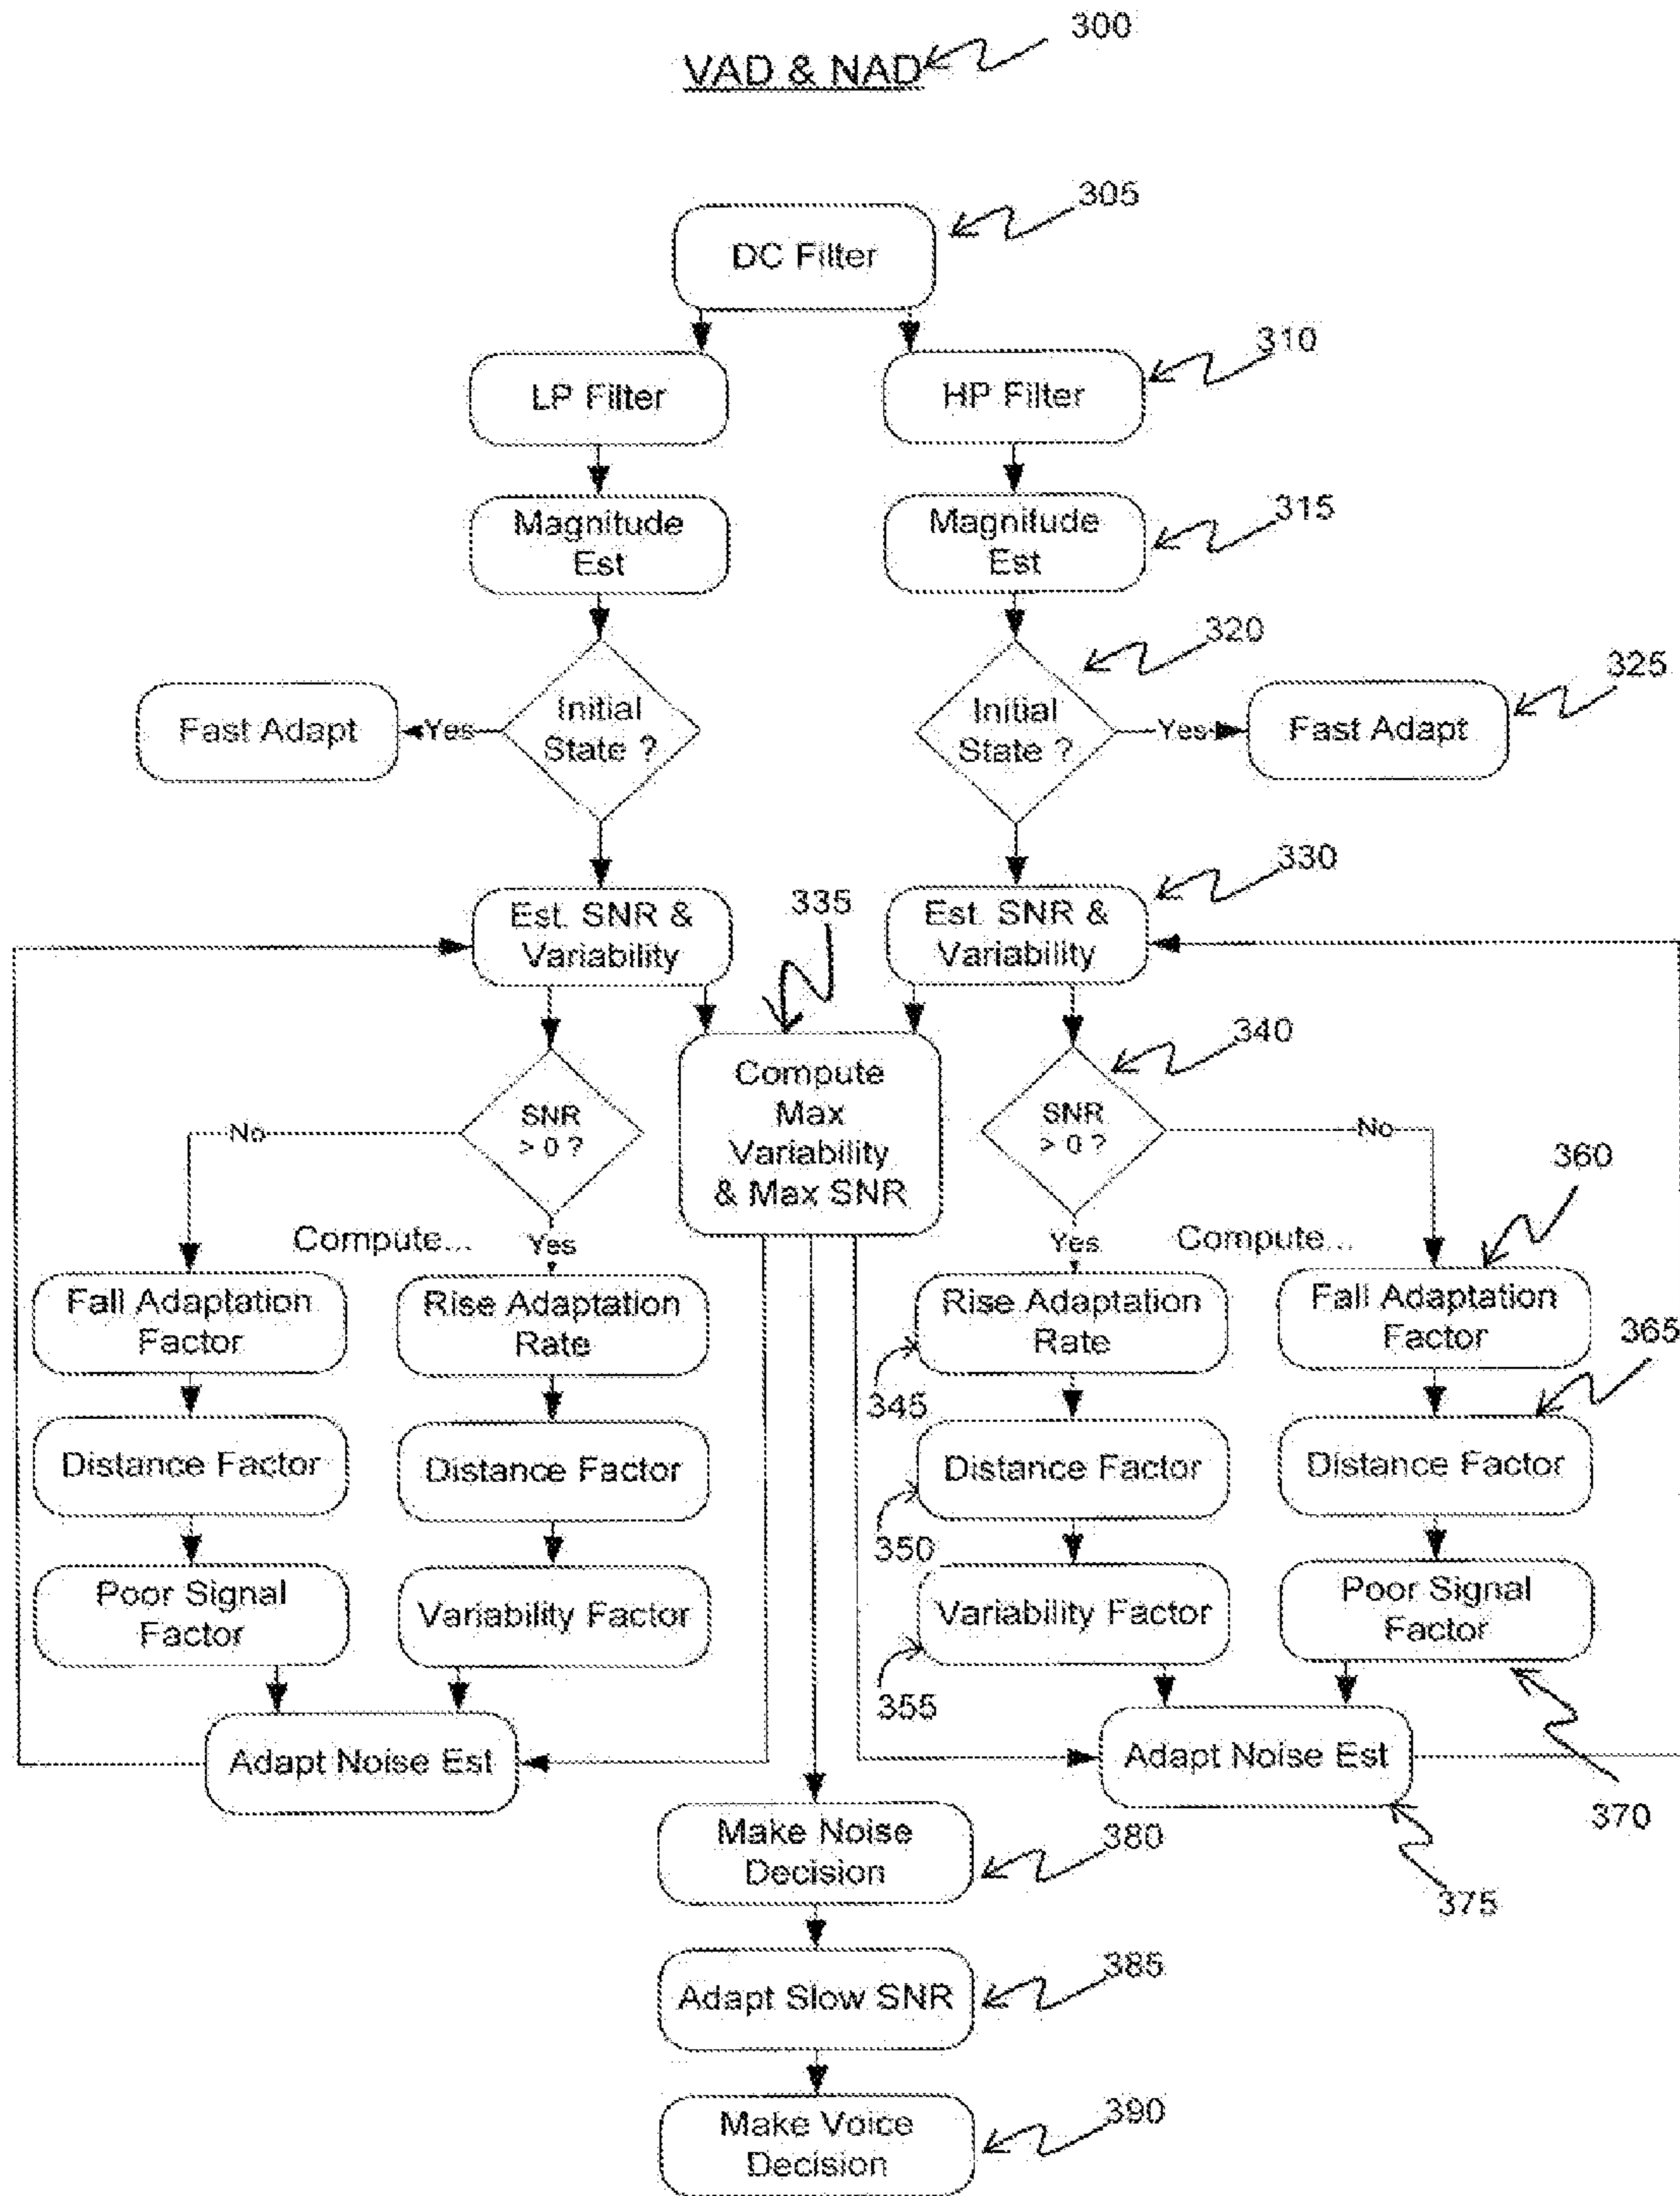 300
VAD & NAD
305
DC Filter
310
LP Filter
HP Filter
Magnitude
Est
Magnitude
Est
315
320
325
Fast Adapt
Yes
Initial
State ?
Initial
State ?
Yes
Fast Adapt
330
335
Est. SNR &
Variability
Est. SNR &
Variability
340
Compute
Max
Variability
& Max SNR
SNR
> 0 ?
SNR
> 0 ?
No
No
360
Compute...
Yes
Yes
Compute...
Fall Adaptation
Factor
Rise Adaptation
Rate
Rise Adaptation
Rate
Fall Adaptation
Factor
365
345
Distance Factor
Distance Factor
Distance Factor
Distance Factor
350
Poor Signal
Factor
Variability Factor
Variability Factor
Poor Signal
Factor
355
Adapt Noise Est
Adapt Noise Est
370
375
Make Noise
Decision
380
Adapt Slow SNR
385
Make Voice
Decision
390